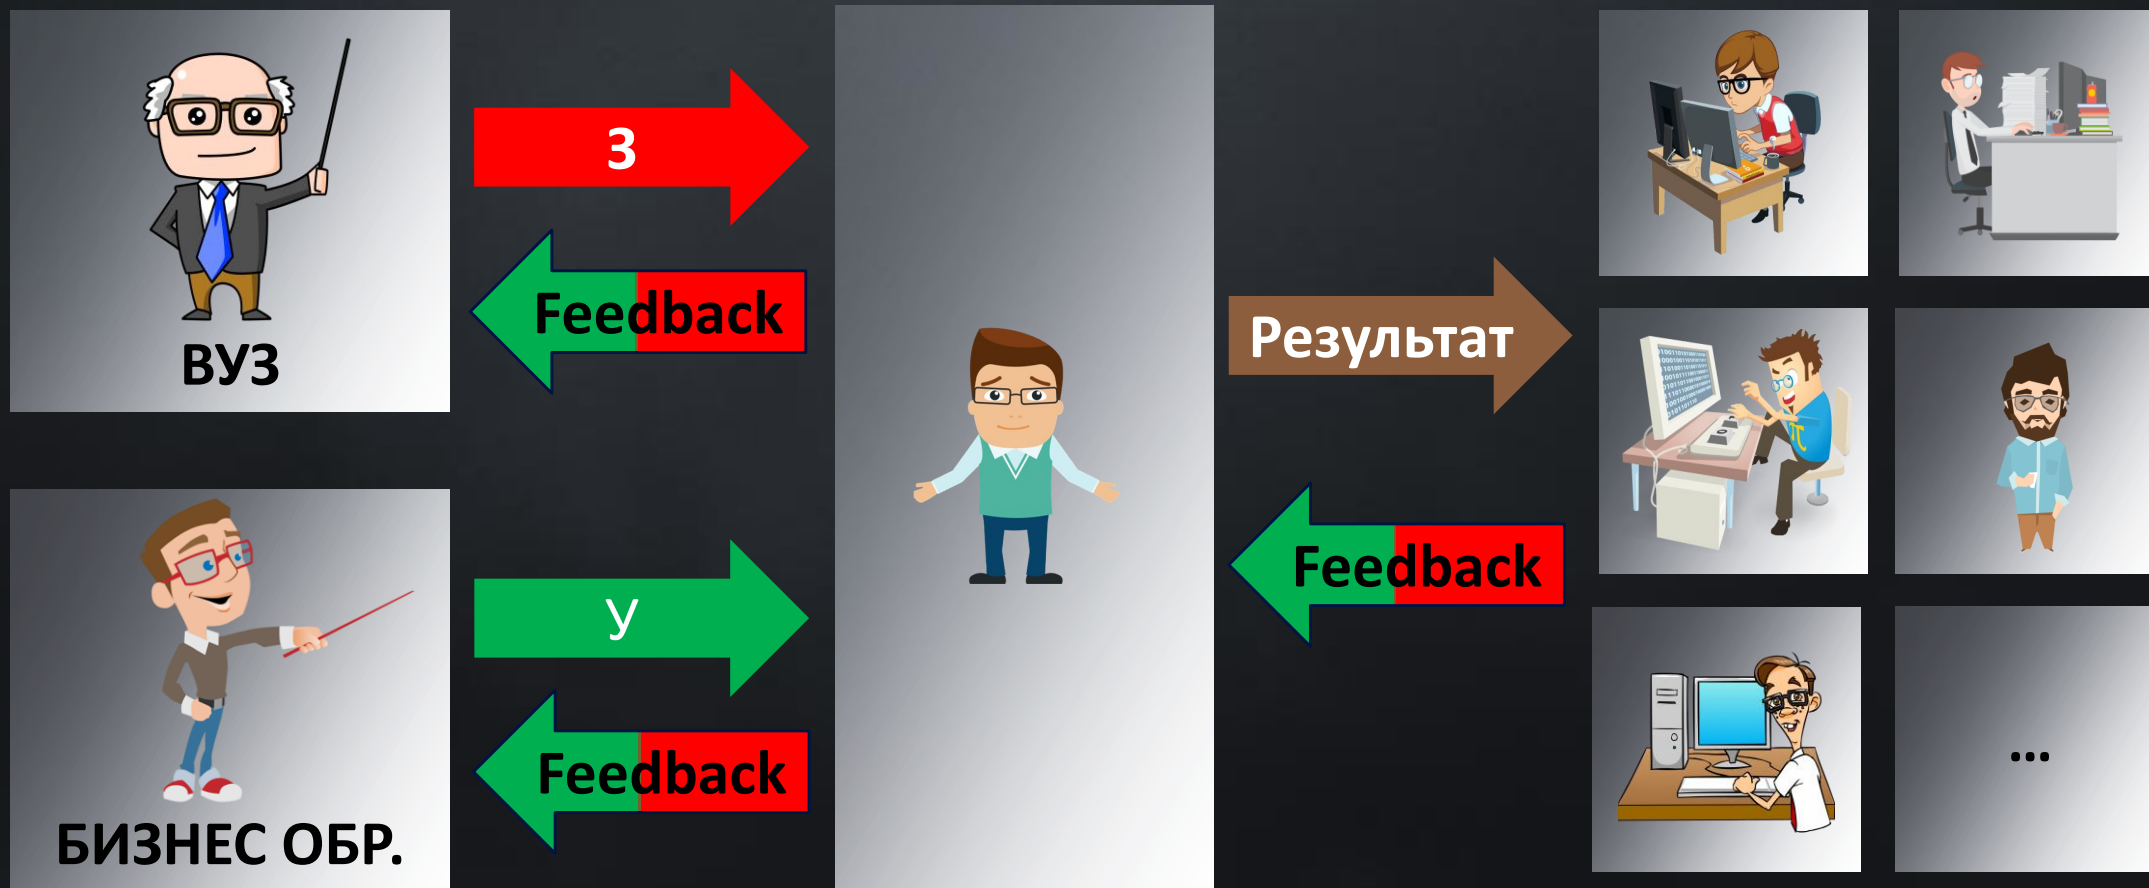 ВУЗ
З
Feedback
БИЗНЕС ОБР.
У
Feedback
Результат
Feedback
...